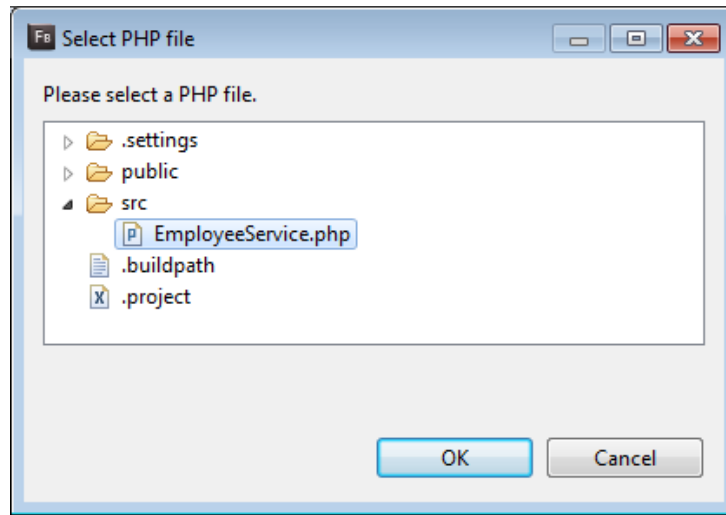 FB Select PHP file
Please select a PHP file.
.settings
public
src
P EmployeeService.php
.buildpath
X .project
OK Cancel